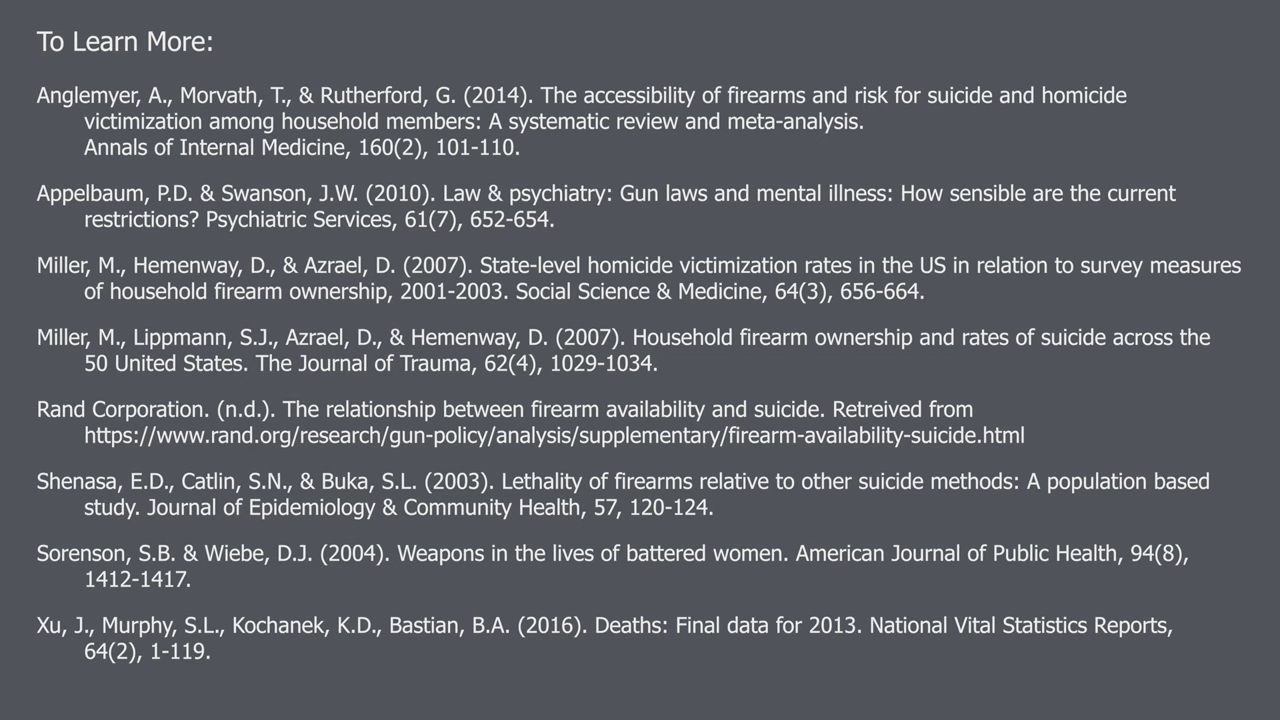 To Learn More:
Anglemyer, A., Morvath, T., & Rutherford, G. (2014). The accessibility of firearms and risk for suicide and homicide
victimization among household members: A systematic review and meta-analysis.
Annals of Internal Medicine, 160(2), 101-110.
Appelbaum, P.D. & Swanson, J.W. (2010). Law & psychiatry: Gun laws and mental illness: How sensible are the current
restrictions? Psychiatric Services, 61(7), 652-654.
Miller, M., Hemenway, D., & Azrael, D. (2007). State-level homicide victimization rates in the US in relation to survey measures
of household firearm ownership, 2001-2003. Social Science & Medicine, 64(3), 656-664.
Miller, M., Lippmann, S.J., Azrael, D., & Hemenway, D. (2007). Household firearm ownership and rates of suicide across the
50 United States. The Journal of Trauma, 62(4), 1029-1034.
Rand Corporation. (n.d.). The relationship between firearm availability and suicide. Retreived from
https://www.rand.org/research/gun-policy/analysis/supplementary/firearm-availability-suicide.html
Shenasa, E.D., Catlin, S.N., & Buka, S.L. (2003). Lethality of firearms relative to other suicide methods: A population based
study. Journal of Epidemiology & Community Health, 57, 120-124.
Sorenson, S.B. & Wiebe, D.J. (2004). Weapons in the lives of battered women. American Journal of Public Health, 94(8),
1412-1417.
Xu, J., Murphy, S.L., Kochanek, K.D., Bastian, B.A. (2016). Deaths: Final data for 2013. National Vital Statistics Reports,
64(2), 1-119.